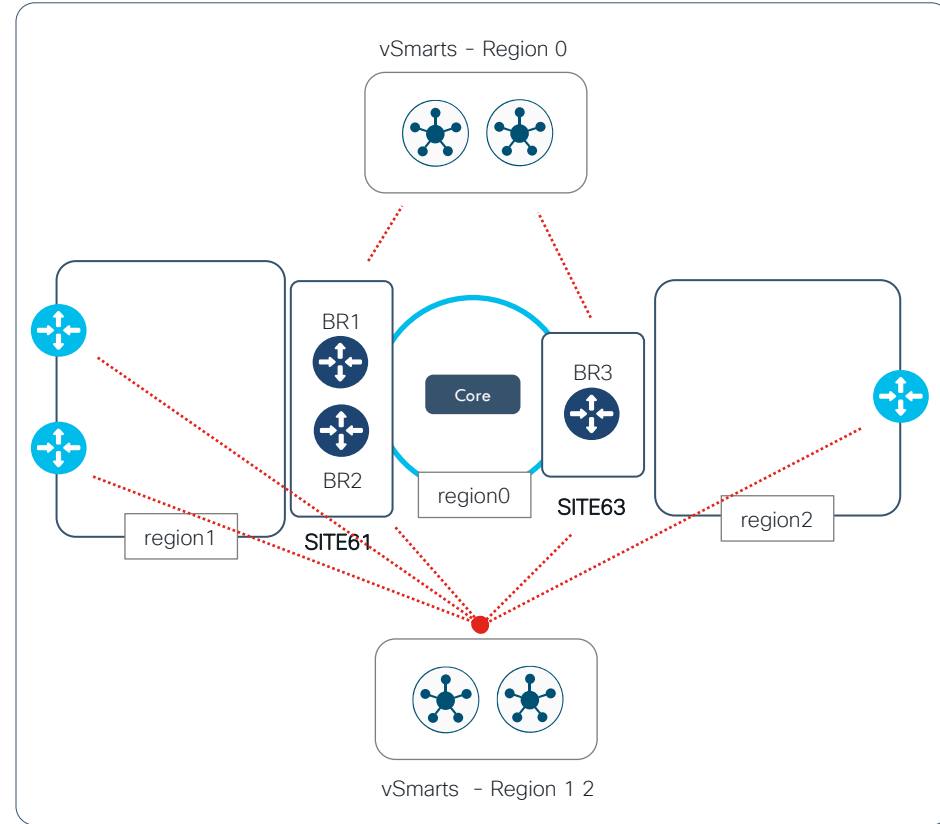 vSmarts - Region 0
BR1
BR2
SITE61
Core
region0
BR3
SITE63
region1
region2
vSmarts - Region 1 2